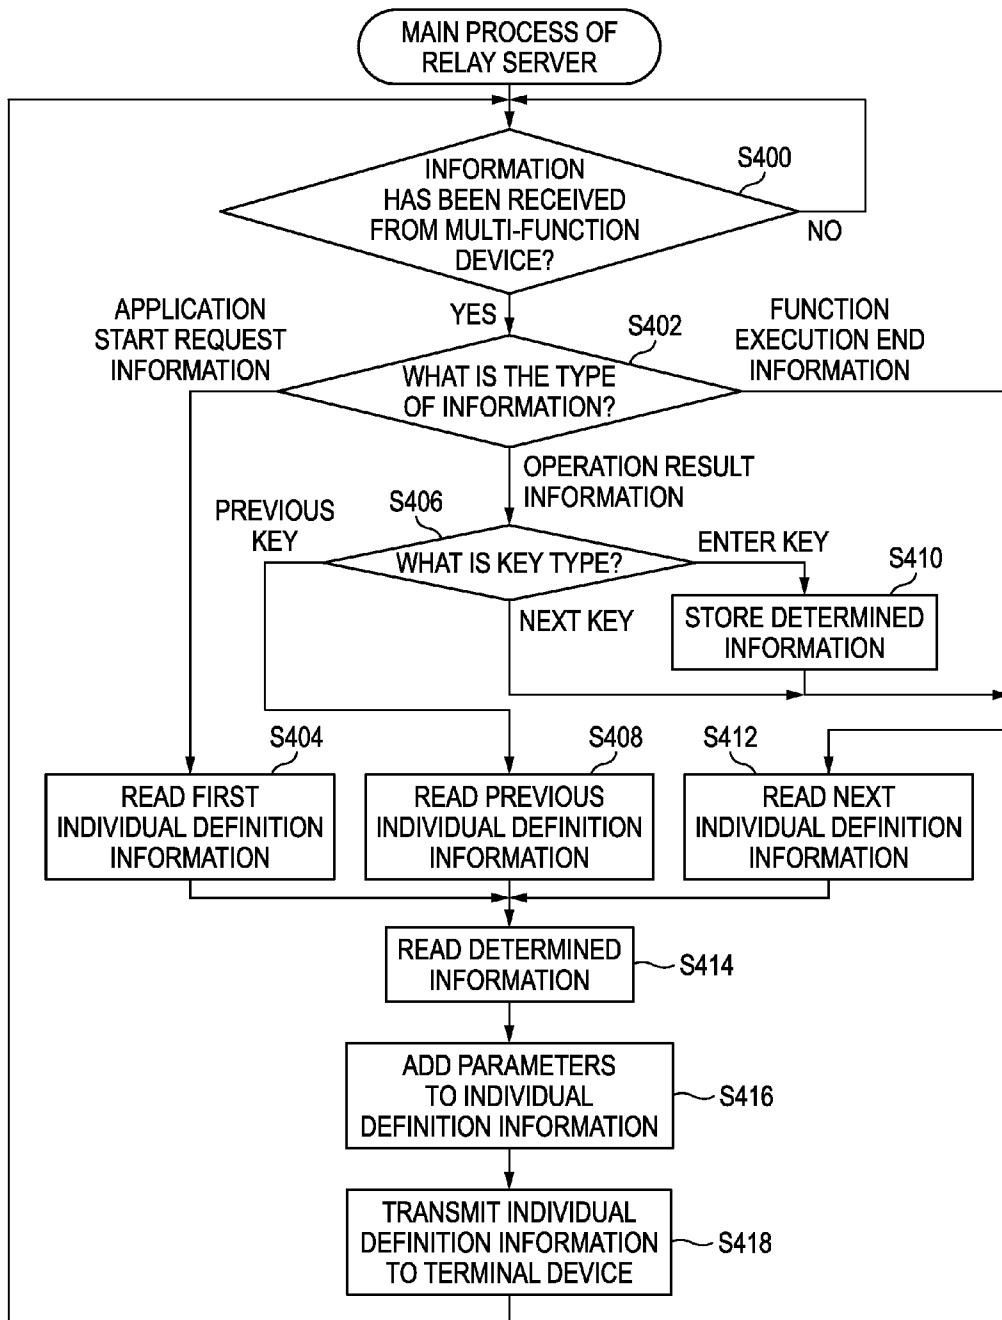 MAIN PROCESS OF
RELAY SERVER
S400
INFORMATION
HAS BEEN RECEIVED
FROM MULTI-FUNCTION
DEVICE?
NO
YES
APPLICATION
START REQUEST
INFORMATION
S402
FUNCTION
EXECUTION END
INFORMATION
WHAT IS THE TYPE
OF INFORMATION?
OPERATION RESULT
INFORMATION
PREVIOUS
KEY
S406
WHAT IS KEY TYPE?
ENTER KEY
NEXT KEY
S410
STORE DETERMINED
INFORMATION
S404
READ FIRST
INDIVIDUAL DEFINITION
INFORMATION
S408
READ PREVIOUS
INDIVIDUAL DEFINITION
INFORMATION
S412
READ NEXT
INDIVIDUAL DEFINITION
INFORMATION
READ DETERMINED
INFORMATION
S414
ADD PARAMETERS
TO INDIVIDUAL
DEFINITION INFORMATION
S416
TRANSMIT INDIVIDUAL
DEFINITION INFORMATION
TO TERMINAL DEVICE
S418